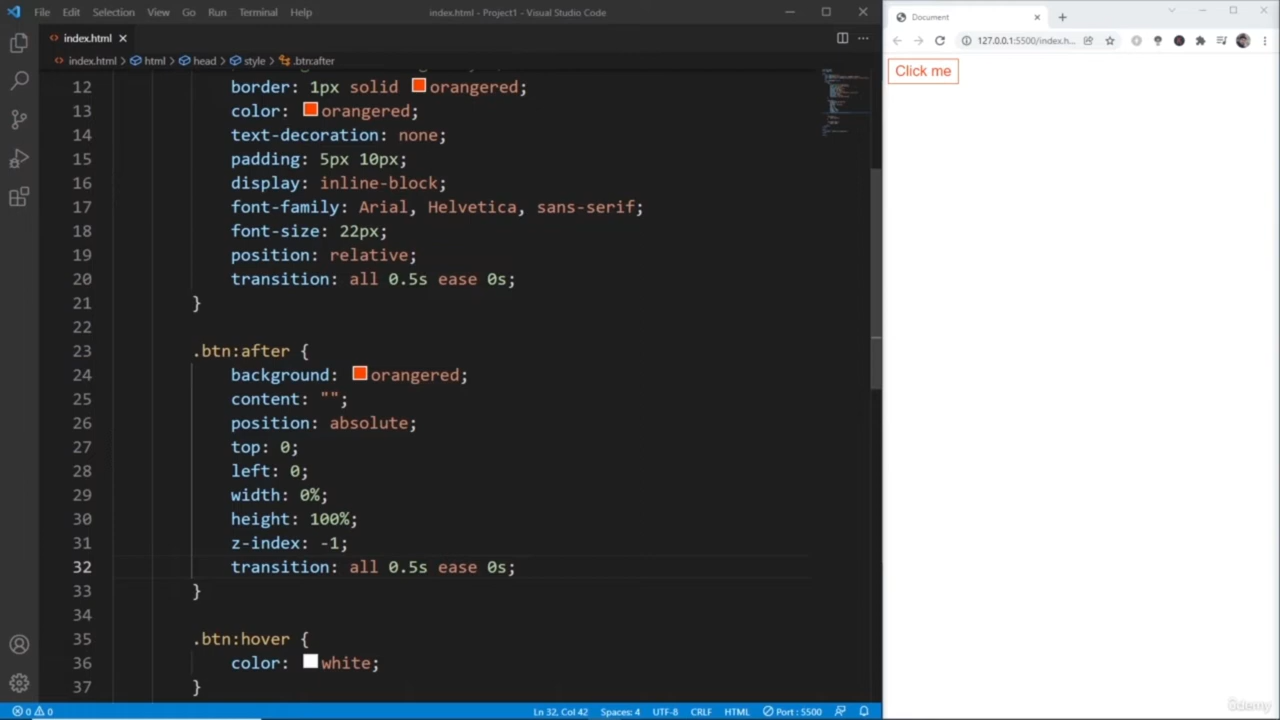 File Edit Selection View Go Run Terminal Help
index.html - Project1 - Visual Studio Code
index.html
index.html > html > head > style > .btn:after
12 border: 1px solid orangered;
13 color: orangered;
14 text-decoration: none;
15 padding: 5px 10px;
16 display: inline-block;
17 font-family: Arial, Helvetica, sans-serif;
18 font-size: 22px;
19 position: relative;
20 transition: all 0.5s ease 0s;
21 }
22
23 .btn:after {
24 background: orangered;
25 content: "";
26 position: absolute;
27 top: 0;
28 left: 0;
29 width: 0%;
30 height: 100%;
31 z-index: -1;
32 transition: all 0.5s ease 0s;
33 }
34
35 .btn:hover {
36 color: white;
37 }
0 0
Ln 32, Col 42 Spaces: 4 UTF-8 CRLF HTML Port : 5500
Document
127.0.0.1:5500/index.h...
Click me
ûdemy